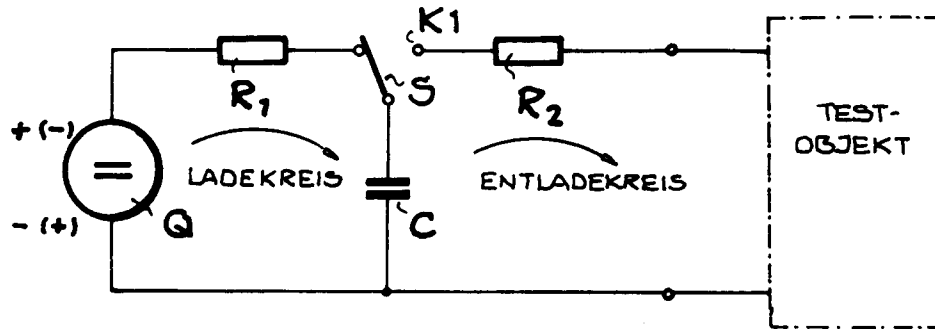 K1
R1
S
R2
TEST-
OBJEKT
+ (-)
LADEKREIS
ENTLADEKREIS
=
- (+)
Q
C